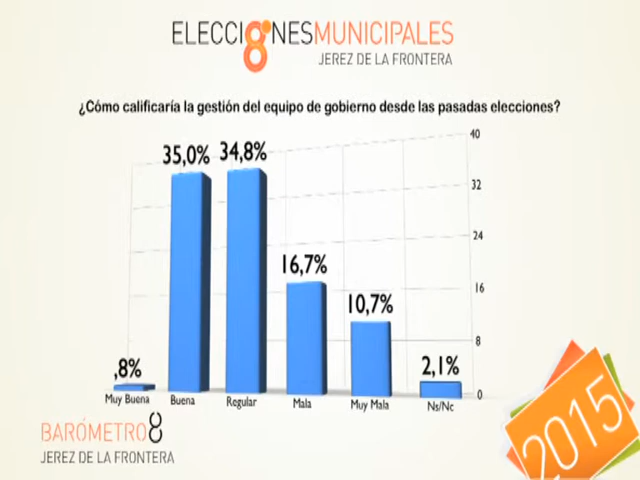 ELECCI8NESMUNICIPALES
JEREZ DE LA FRONTERA
¿Cómo calificaría la gestión del equipo de gobierno desde las pasadas elecciones?
40
35,0% 34,8%
32
24
16,7%
16
10,7%
8
,8%
2,1%
0
Muy Buena Buena Regular Mala Muy Mala Ns/Nc
BARÓMETRO8
JEREZ DE LA FRONTERA
2015